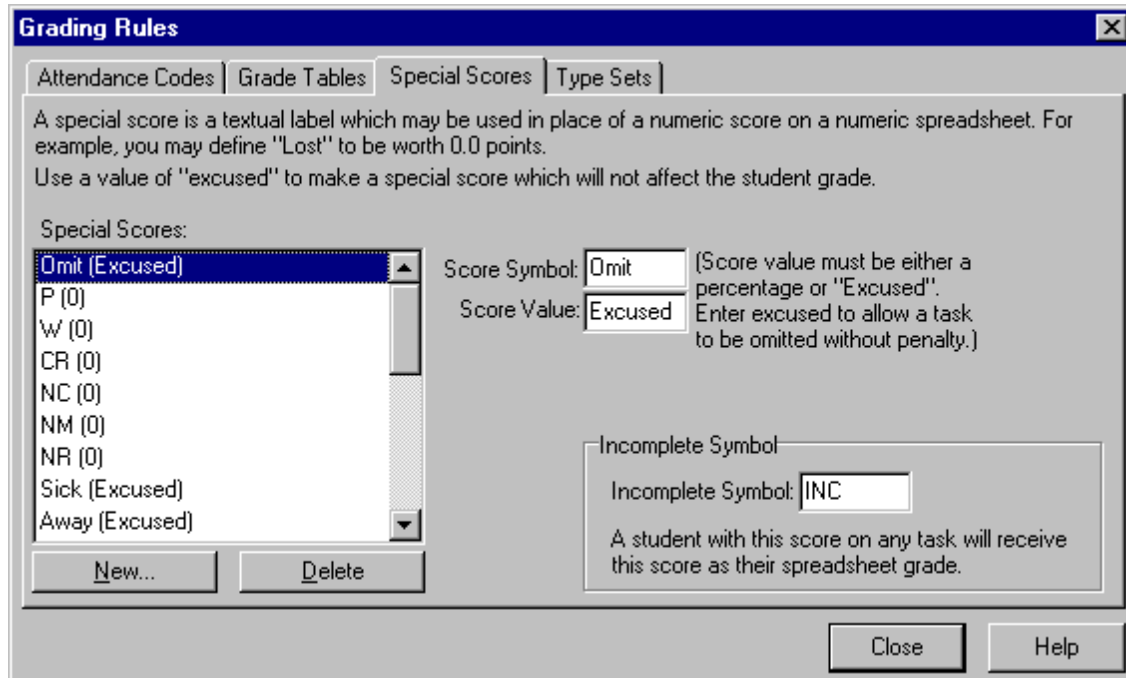 Grading Rules
Attendance Codes Grade Tables Special Scores Type Sets
A special score is a textual label which may be used in place of a numeric score on a numeric spreadsheet. For
example, you may define "Lost" to be worth 0.0 points.
Use a value of "excused" to make a special score which will not affect the student grade.
Special Scores:
Omit (Excused)
P (0)
W (0)
CR (0)
NC (0)
NM (0)
NR (0)
Sick (Excused)
Away (Excused)
New... Delete
Score Symbol: Omit
Score Value: Excused
(Score value must be either a
percentage or "Excused".
Enter excused to allow a task
to be omitted without penalty.)
Incomplete Symbol
Incomplete Symbol: INC
A student with this score on any task will receive
this score as their spreadsheet grade.
Close Help